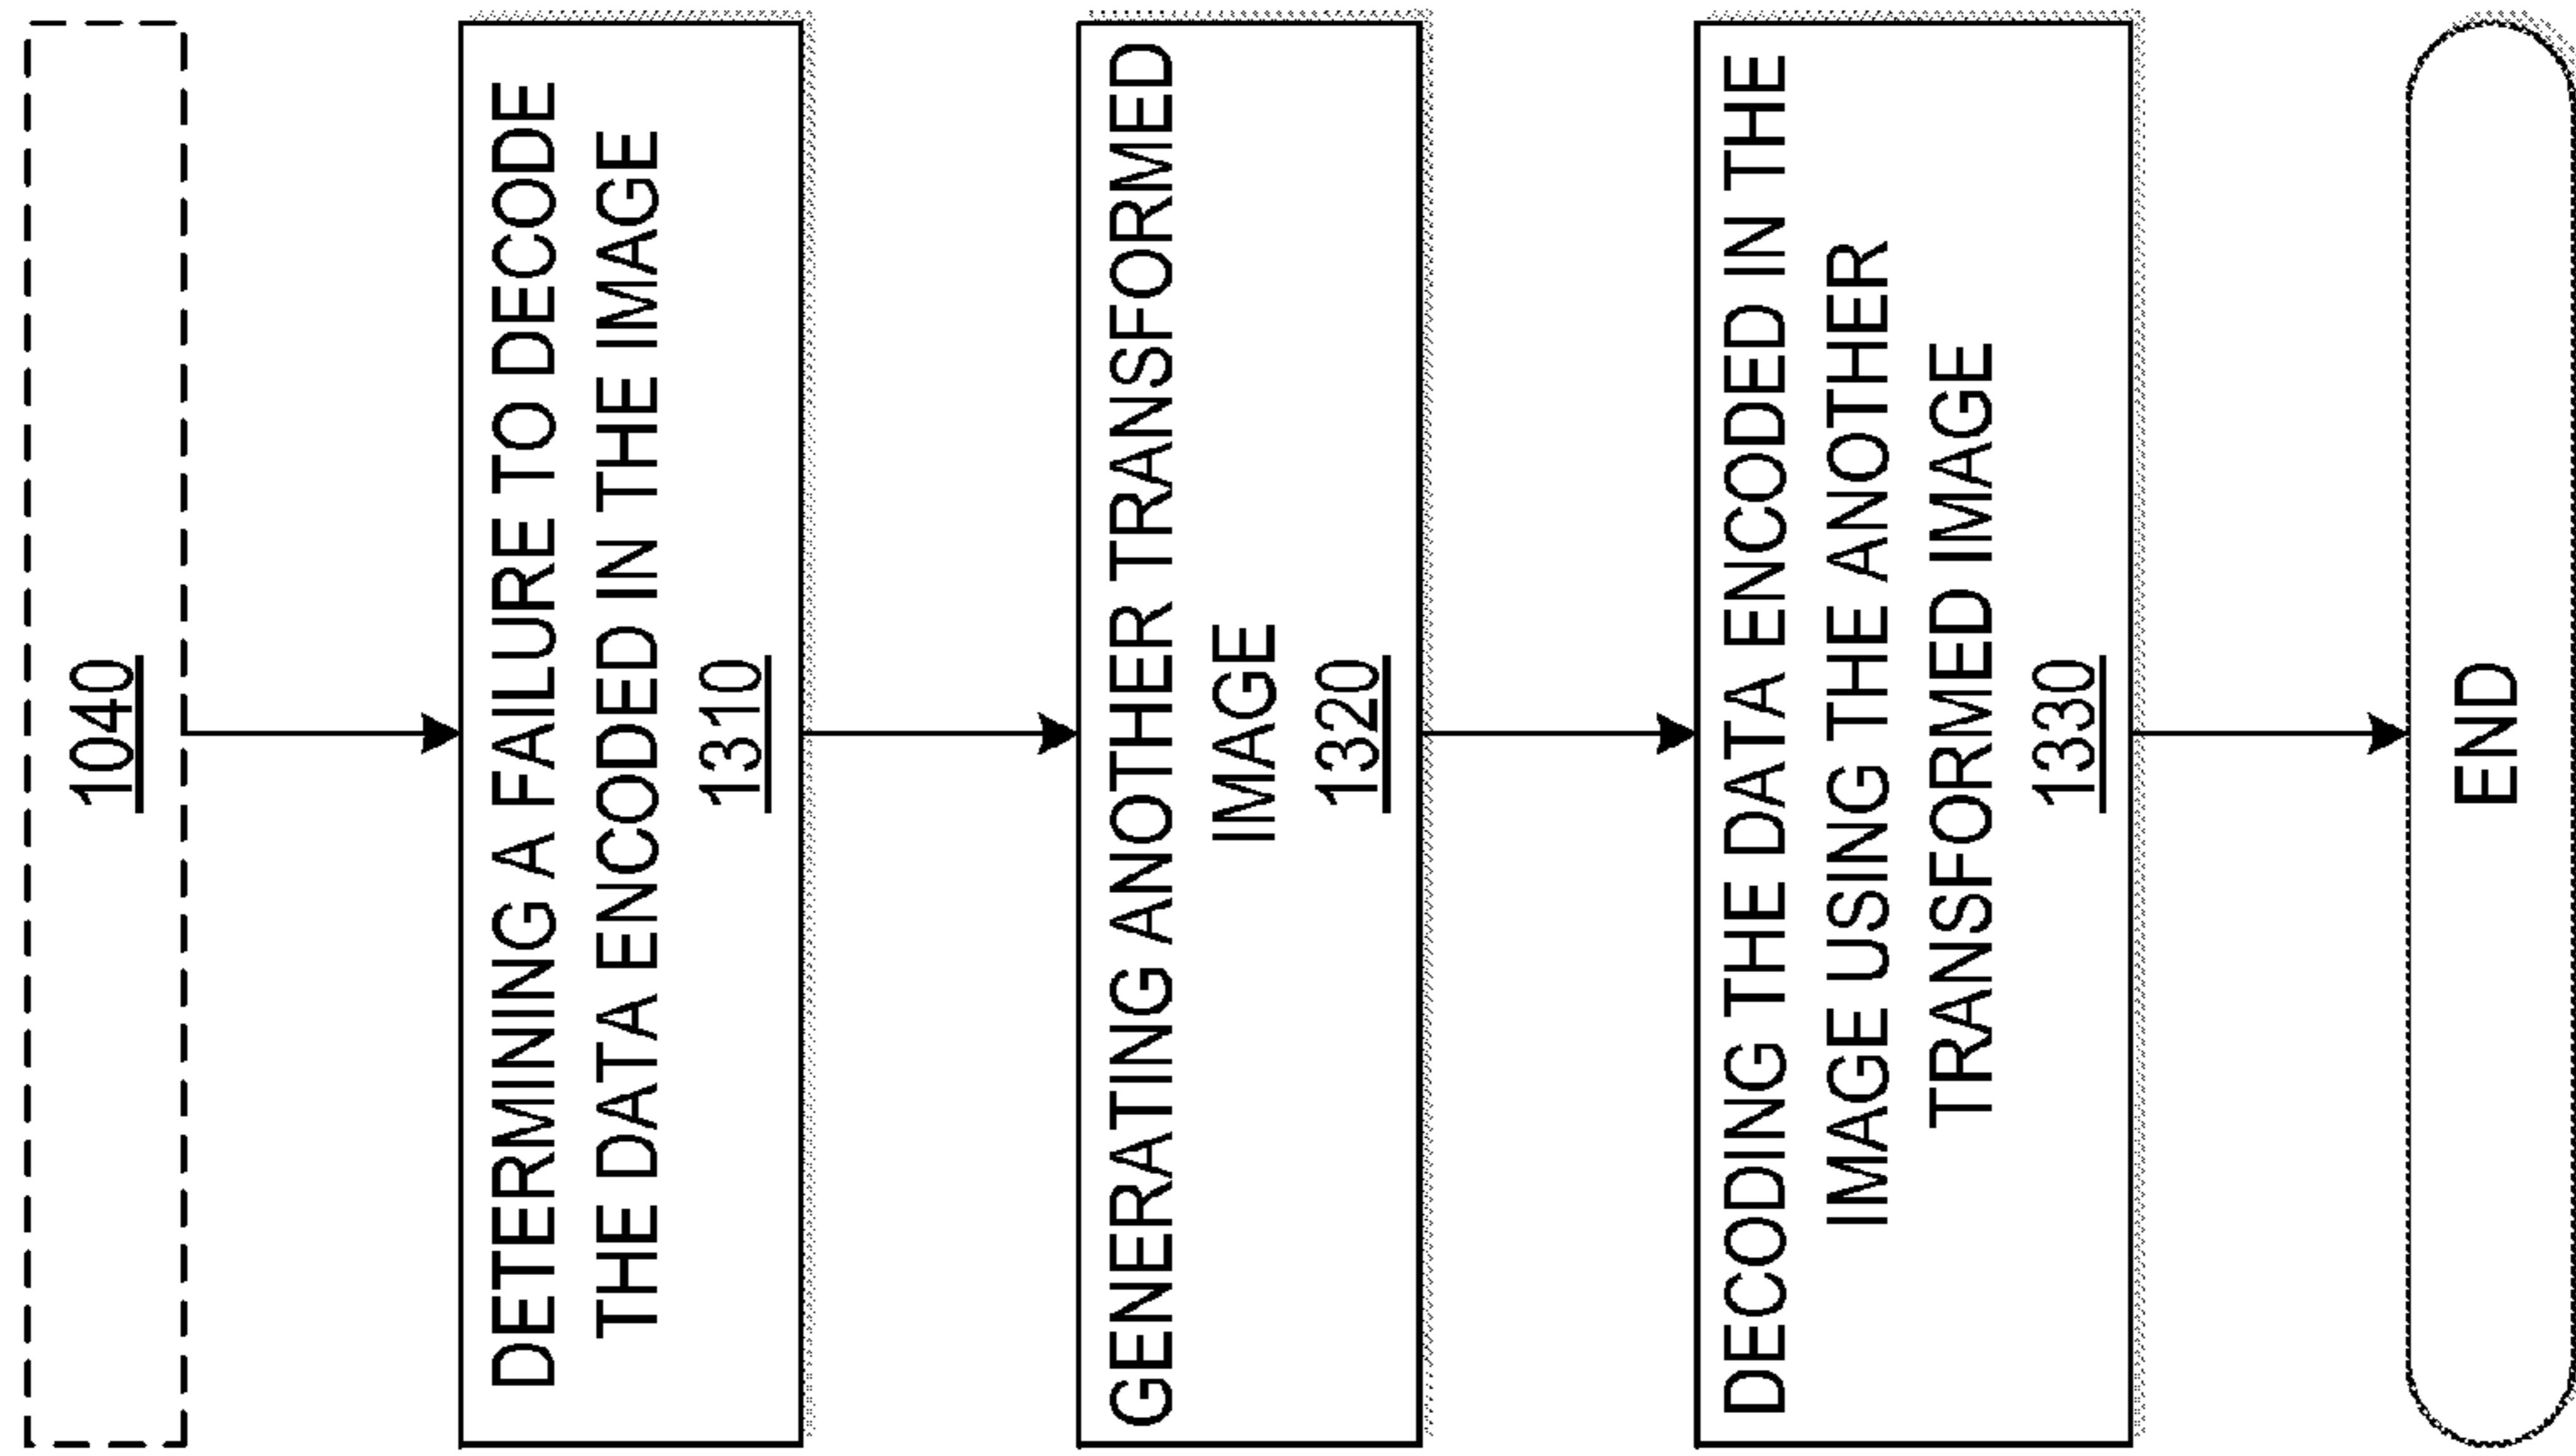 1040
DETERMINING A FAILURE TO DECODE
THE DATA ENCODED IN THE IMAGE
1310
GENERATING ANOTHER TRANSFORMED
IMAGE
1320
DECODING THE DATA ENCODED IN THE
IMAGE USING THE ANOTHER
TRANSFORMED IMAGE
1330
END